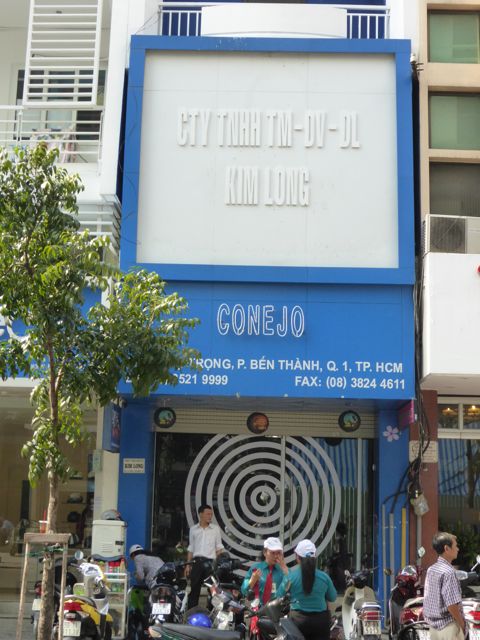 CTY TNHH TM-DV-DL
KIM LONG
CONEJO
TRỌNG, P. BẾN THÀNH, Q. 1, TP. HCM
521 9999 FAX: (08) 3824 4611
KIM LONG